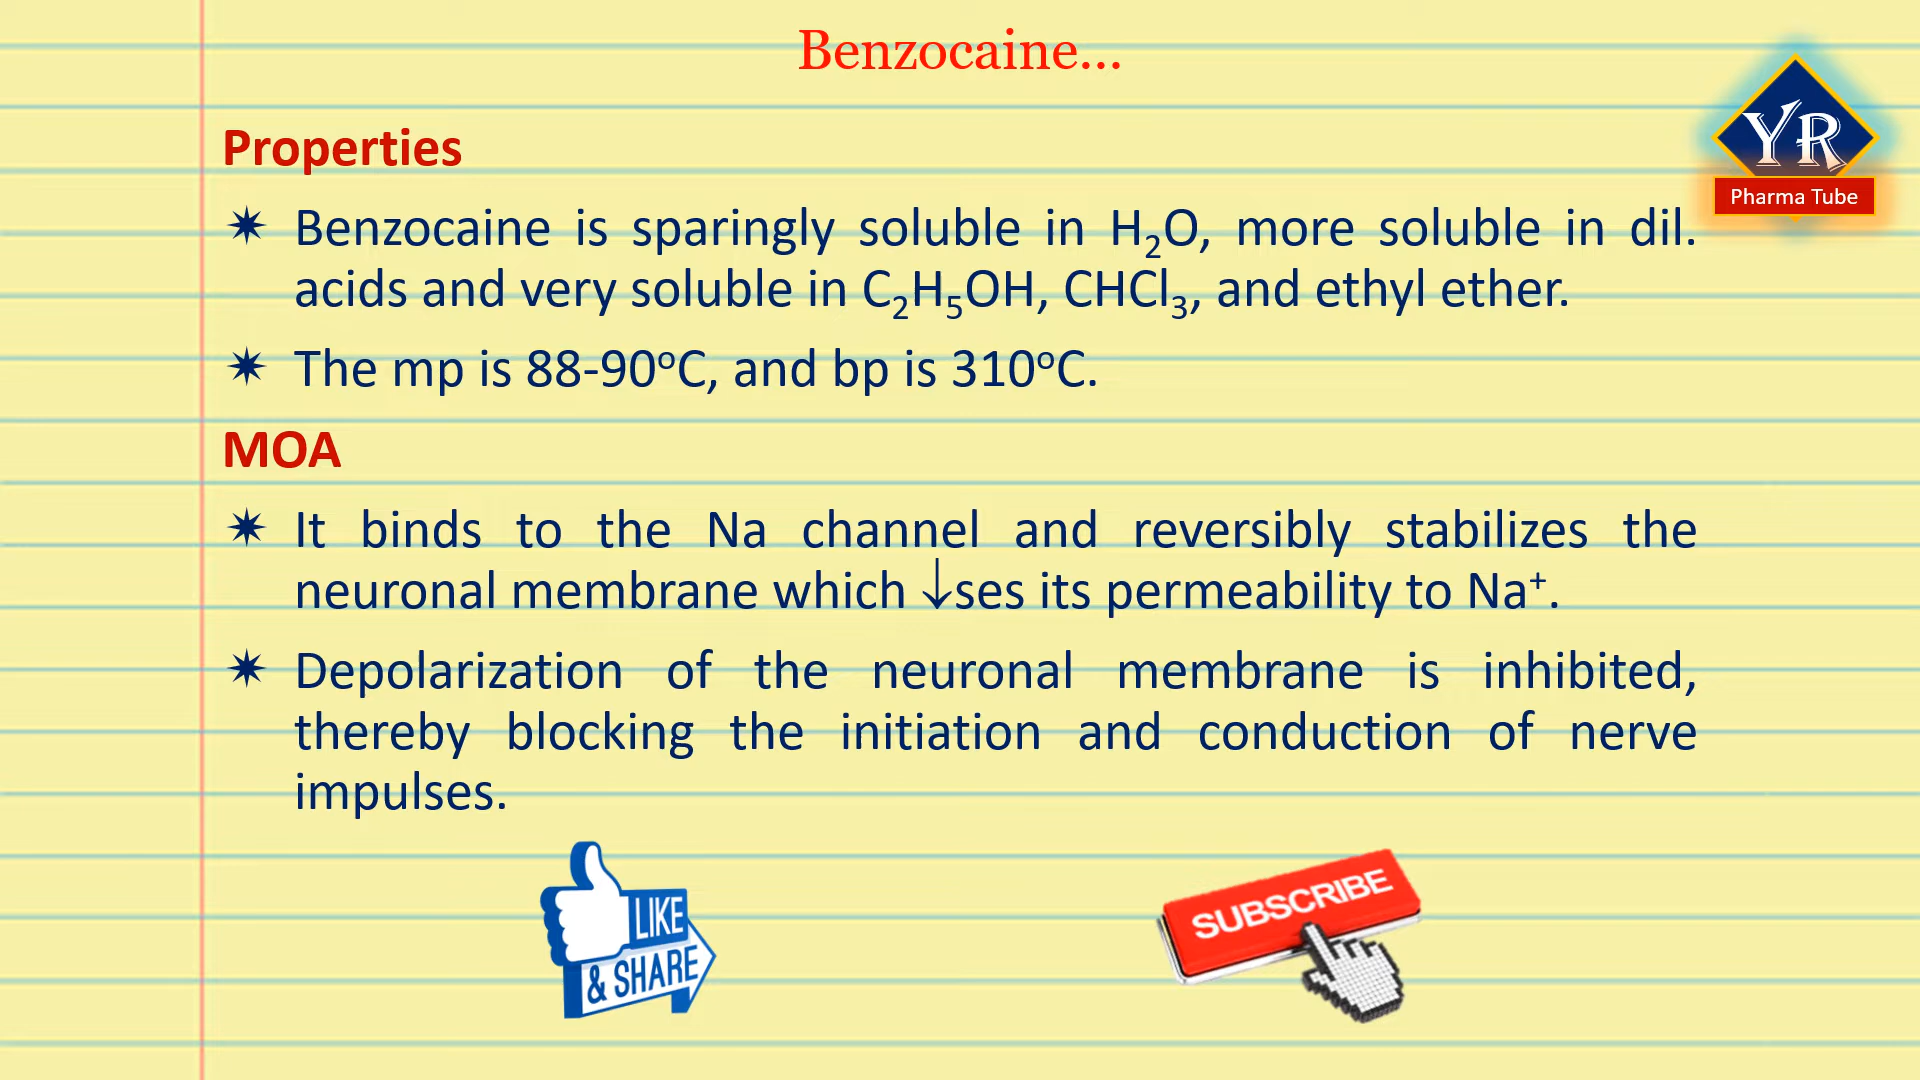 Benzocaine...
YR
Pharma Tube
Properties
✷ Benzocaine is sparingly soluble in H₂O, more soluble in dil.
acids and very soluble in C₂H₅OH, CHCl₃, and ethyl ether.
✷ The mp is 88-90ºC, and bp is 310ºC.
MOA
✷ It binds to the Na channel and reversibly stabilizes the
neuronal membrane which ↓ses its permeability to Na⁺.
✷ Depolarization of the neuronal membrane is inhibited,
thereby blocking the initiation and conduction of nerve
impulses.
LIKE
& SHARE
SUBSCRIBE